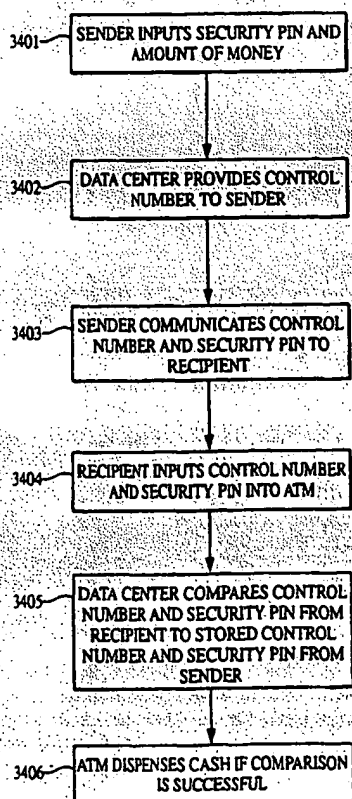 3401
SENDER INPUTS SECURITY PIN AND
AMOUNT OF MONEY
3402
DATA CENTER PROVIDES CONTROL
NUMBER TO SENDER
3403
SENDER COMMUNICATES CONTROL
NUMBER AND SECURITY PIN TO
RECIPIENT
3404
RECIPIENT INPUTS CONTROL NUMBER
AND SECURITY PIN INTO ATM
3405
DATA CENTER COMPARES CONTROL
NUMBER AND SECURITY PIN FROM
RECIPIENT TO STORED CONTROL
NUMBER AND SECURITY PIN FROM
SENDER
3406
ATM DISPENSES CASH IF COMPARISON
IS SUCCESSFUL